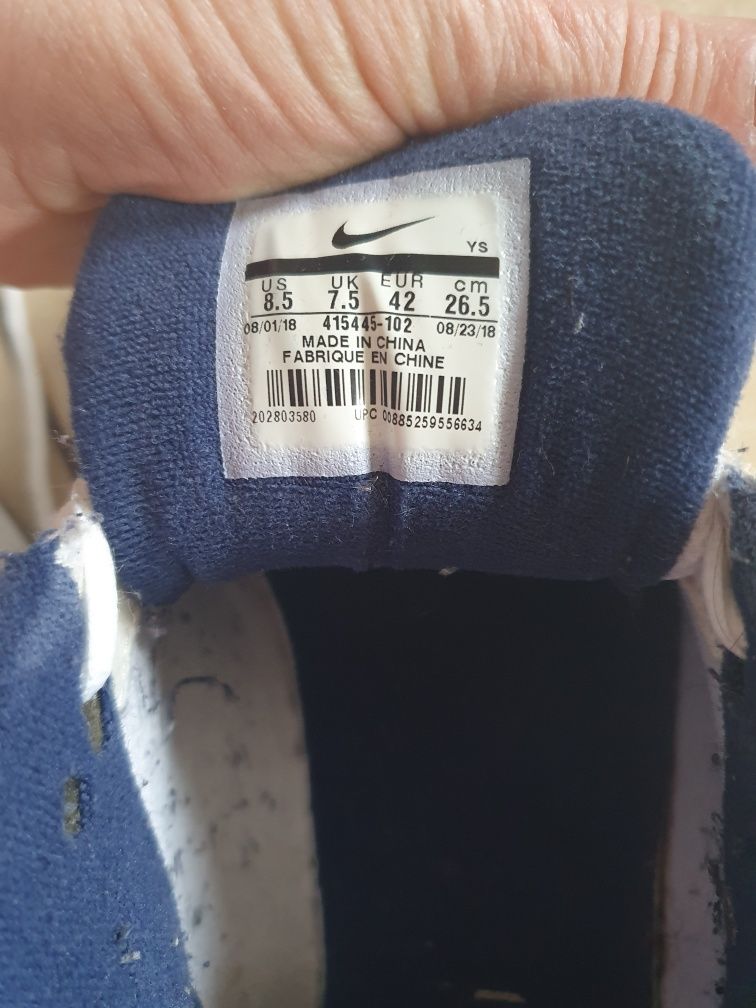 YS
US UK EUR cm
8.5 7.5 42 26.5
08/01/18 415445-102 08/23/18
MADE IN CHINA
FABRIQUE EN CHINE
202803580 UPC 00885259556634